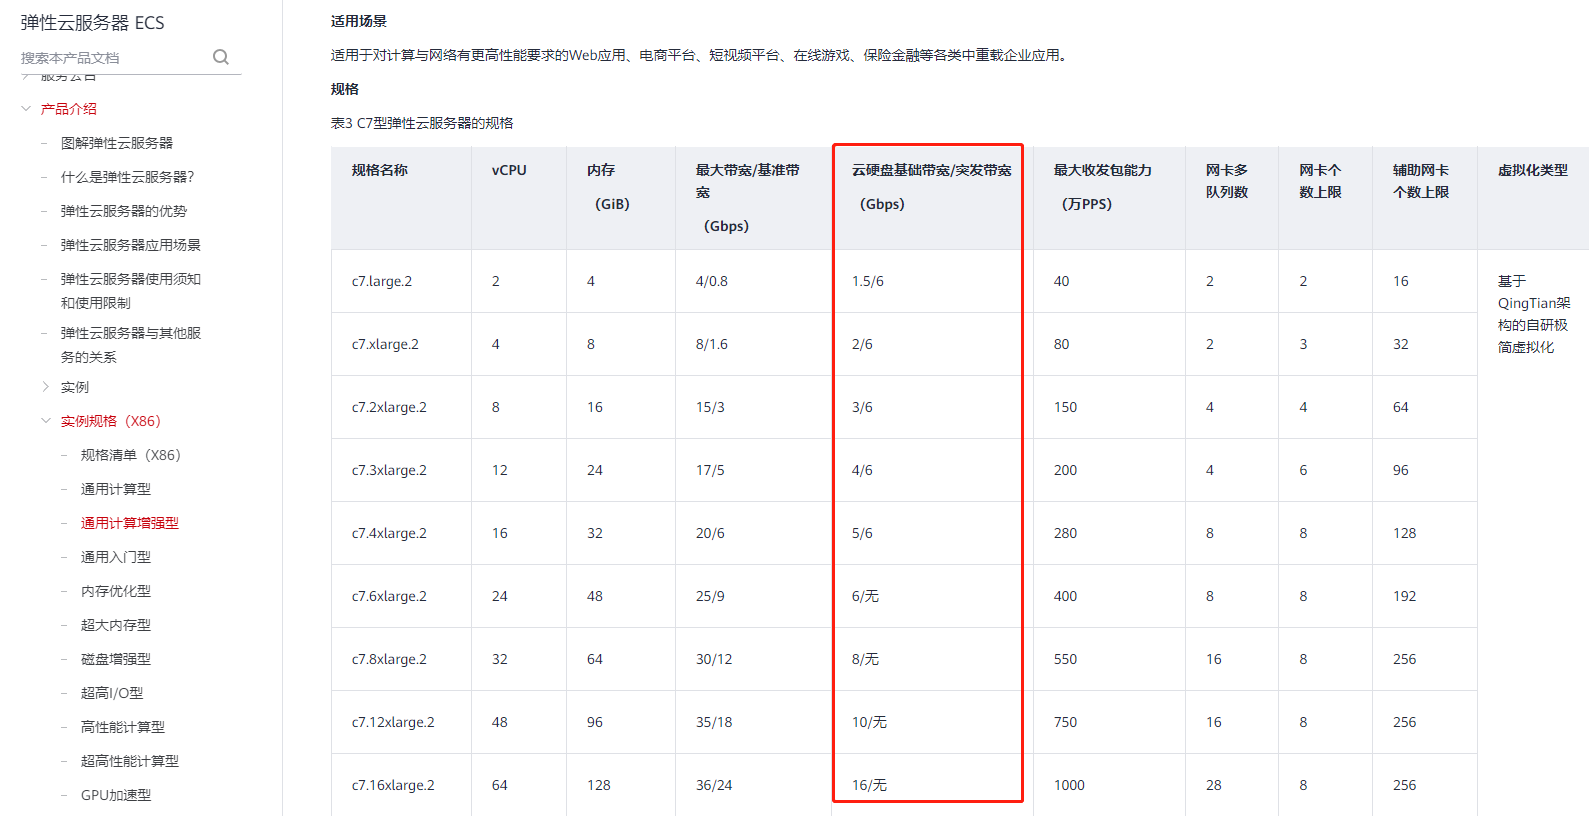 弹性云服务器 ECS
搜索本产品文档
服务公告
产品介绍
图解弹性云服务器
什么是弹性云服务器?
弹性云服务器的优势
弹性云服务器应用场景
弹性云服务器使用须知
和使用限制
弹性云服务器与其他服
务的关系
实例
实例规格（X86）
规格清单（X86）
通用计算型
通用计算增强型
通用入门型
内存优化型
超大内存型
磁盘增强型
超高I/O型
高性能计算型
超高性能计算型
GPU加速型
适用场景
适用于对计算与网络有更高性能要求的Web应用、电商平台、短视频平台、在线游戏、保险金融等各类中重载企业应用。
规格
表3 C7型弹性云服务器的规格
规格名称 vCPU 内存 最大带宽/基准带 云硬盘基础带宽/突发带宽 最大收发包能力 网卡多 网卡个 辅助网卡 虚拟化类型
宽 队列数 数上限 个数上限
（GiB） （Gbps） （万PPS）
（Gbps）
c7.large.2 2 4 4/0.8 1.5/6 40 2 2 16 基于
QingTian架
构的自研极
简虚拟化
c7.xlarge.2 4 8 8/1.6 2/6 80 2 3 32
c7.2xlarge.2 8 16 15/3 3/6 150 4 4 64
c7.3xlarge.2 12 24 17/5 4/6 200 4 6 96
c7.4xlarge.2 16 32 20/6 5/6 280 8 8 128
c7.6xlarge.2 24 48 25/9 6/无 400 8 8 192
c7.8xlarge.2 32 64 30/12 8/无 550 16 8 256
c7.12xlarge.2 48 96 35/18 10/无 750 16 8 256
c7.16xlarge.2 64 128 36/24 16/无 1000 28 8 256